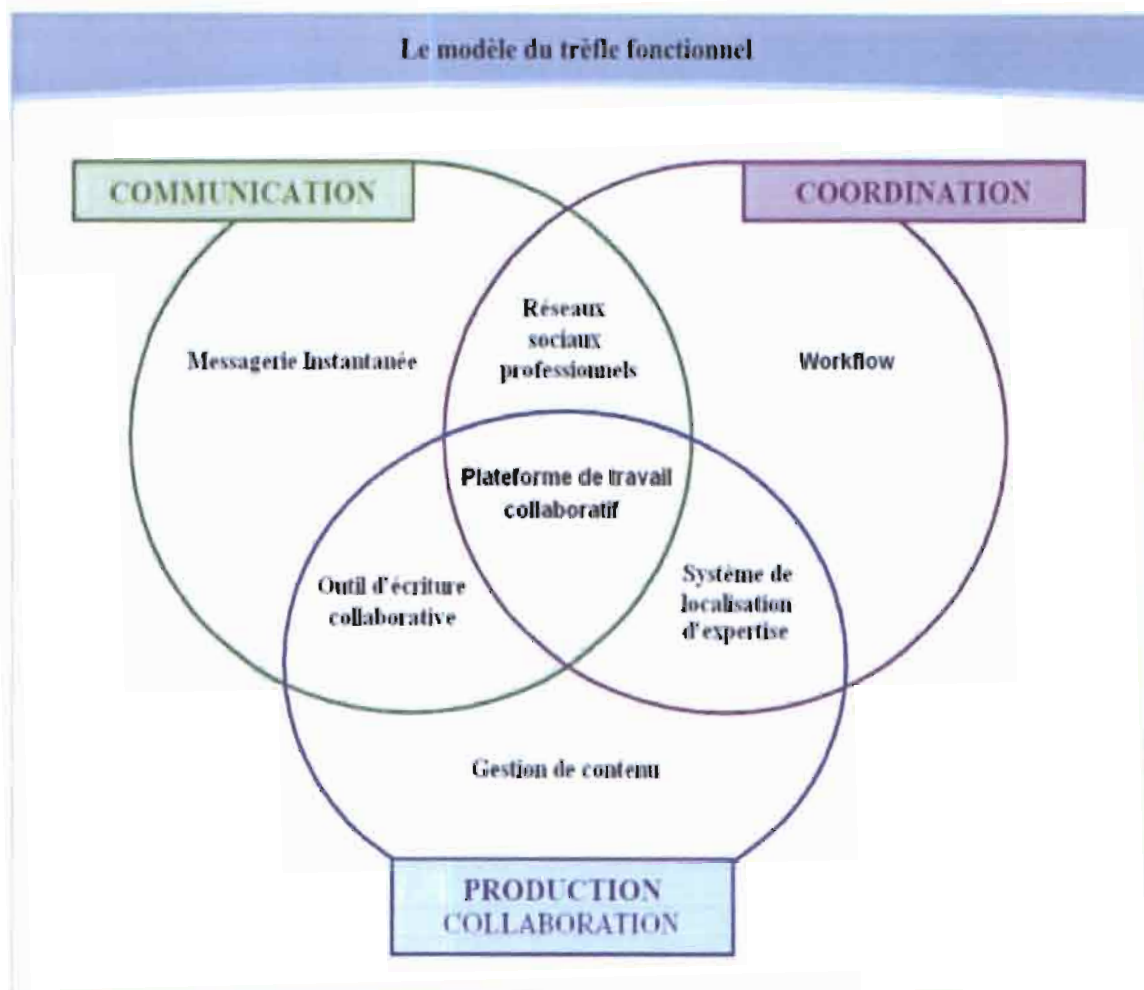 Le modèle du trèfle fonctionnel
COMMUNICATION
COORDINATION
Réseaux
sociaux
professionnels
Messagerie Instantanée
Workflow
Plateforme de travail
collaboratif
Outil d'écriture
collaborative
Système de
localisation
d'expertise
Gestion de contenu
PRODUCTION
COLLABORATION